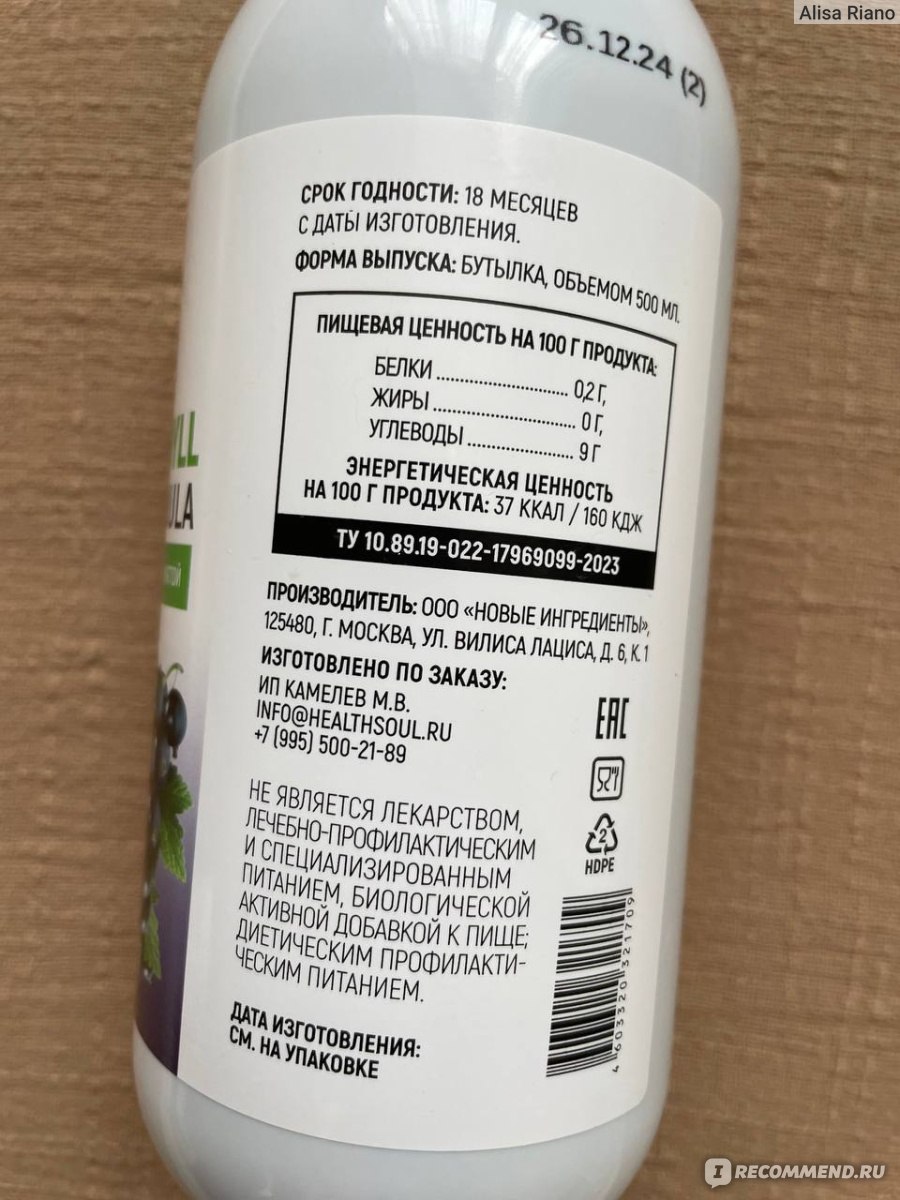 Alisa Riano
26.12.24 (2)
СРОК ГОДНОСТИ: 18 МЕСЯЦЕВ
С ДАТЫ ИЗГОТОВЛЕНИЯ.
ФОРМА ВЫПУСКА: БУТЫЛКА, ОБЪЕМОМ 500 МЛ.
ПИЩЕВАЯ ЦЕННОСТЬ НА 100 Г ПРОДУКТА:
БЕЛКИ ........................... 0,2 Г,
ЖИРЫ ............................. 0 Г,
УГЛЕВОДЫ ..................... 9 Г
ЭНЕРГЕТИЧЕСКАЯ ЦЕННОСТЬ
НА 100 Г ПРОДУКТА: 37 ККАЛ / 160 КДЖ
ТУ 10.89.19-022-17969099-2023
ПРОИЗВОДИТЕЛЬ: ООО «НОВЫЕ ИНГРЕДИЕНТЫ»,
125480, Г. МОСКВА, УЛ. ВИЛИСА ЛАЦИСА, Д. 6, К. 1
ИЗГОТОВЛЕНО ПО ЗАКАЗУ:
ИП КАМЕЛЕВ М.В.
INFO@HEALTHSOUL.RU
+7 (995) 500-21-89
EAC
2
HDPE
НЕ ЯВЛЯЕТСЯ ЛЕКАРСТВОМ,
ЛЕЧЕБНО-ПРОФИЛАКТИЧЕСКИМ
И СПЕЦИАЛИЗИРОВАННЫМ
ПИТАНИЕМ, БИОЛОГИЧЕСКОЙ
АКТИВНОЙ ДОБАВКОЙ К ПИЩЕ;
ДИЕТИЧЕСКИМ ПРОФИЛАКТИ-
ЧЕСКИМ ПИТАНИЕМ.
4603320321709
ДАТА ИЗГОТОВЛЕНИЯ:
СМ. НА УПАКОВКЕ
IRECOMMEND.RU